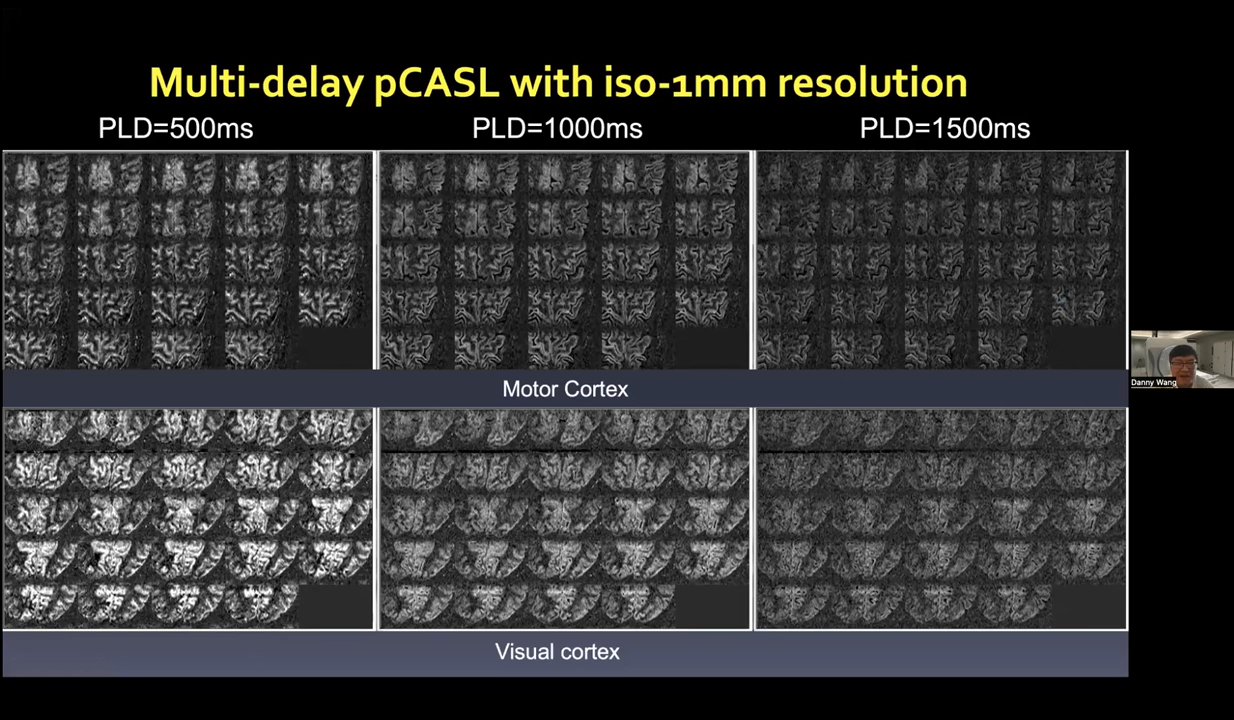 Multi-delay pCASL with iso-1mm resolution
PLD=500ms
PLD=1000ms
PLD=1500ms
Motor Cortex
Danny Wang
Visual cortex